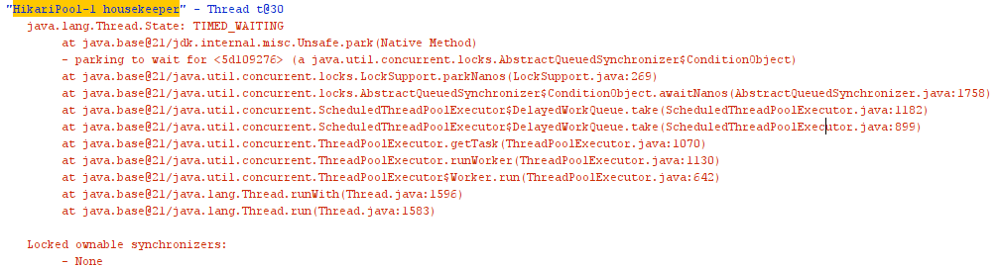 "HikariPool-1 housekeeper" - Thread t@30
java.lang.Thread.State: TIMED_WAITING
at java.base@21/jdk.internal.misc.Unsafe.park(Native Method)
- parking to wait for <5d109276> (a java.util.concurrent.locks.AbstractQueuedSynchronizer$ConditionObject)
at java.base@21/java.util.concurrent.locks.LockSupport.parkNanos(LockSupport.java:269)
at java.base@21/java.util.concurrent.locks.AbstractQueuedSynchronizer$ConditionObject.awaitNanos(AbstractQueuedSynchronizer.java:1758)
at java.base@21/java.util.concurrent.ScheduledThreadPoolExecutor$DelayedWorkQueue.take(ScheduledThreadPoolExecutor.java:1182)
at java.base@21/java.util.concurrent.ScheduledThreadPoolExecutor$DelayedWorkQueue.take(ScheduledThreadPoolExecutor.java:899)
at java.base@21/java.util.concurrent.ThreadPoolExecutor.getTask(ThreadPoolExecutor.java:1070)
at java.base@21/java.util.concurrent.ThreadPoolExecutor.runWorker(ThreadPoolExecutor.java:1130)
at java.base@21/java.util.concurrent.ThreadPoolExecutor$Worker.run(ThreadPoolExecutor.java:642)
at java.base@21/java.lang.Thread.runWith(Thread.java:1596)
at java.base@21/java.lang.Thread.run(Thread.java:1583)
Locked ownable synchronizers:
- None